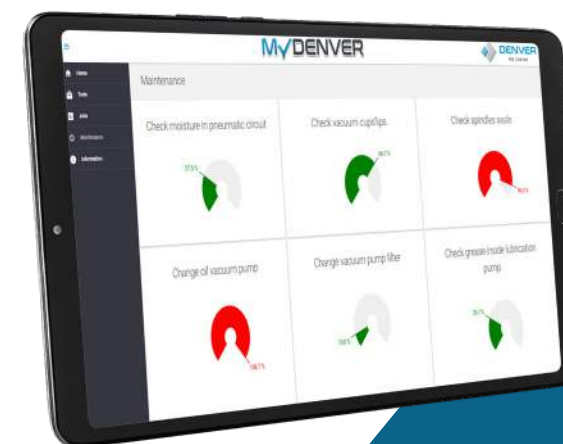 MYDENVER
DENVER
Home
Tools
Jobs
Maintenance
Information
Maintenance
Check moisture in pneumatic circuit
Check vacuum cups/lips
Check spindles seals
Change oil vacuum pump
Change vacuum pump filter
Check grease inside lubrication
pump